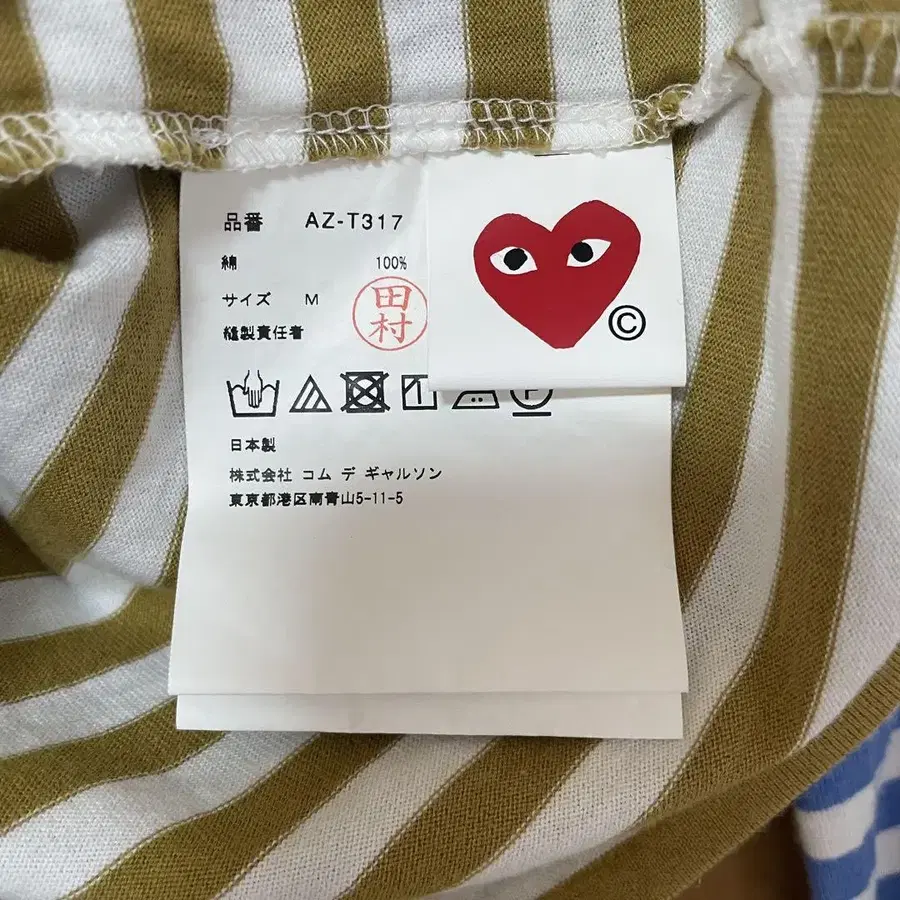 品番 AZ-T317
綿 100%
サイズ M
縫製責任者
田村
©
日本製
株式会社 コム デ ギャルソン
東京都港区南青山5-11-5